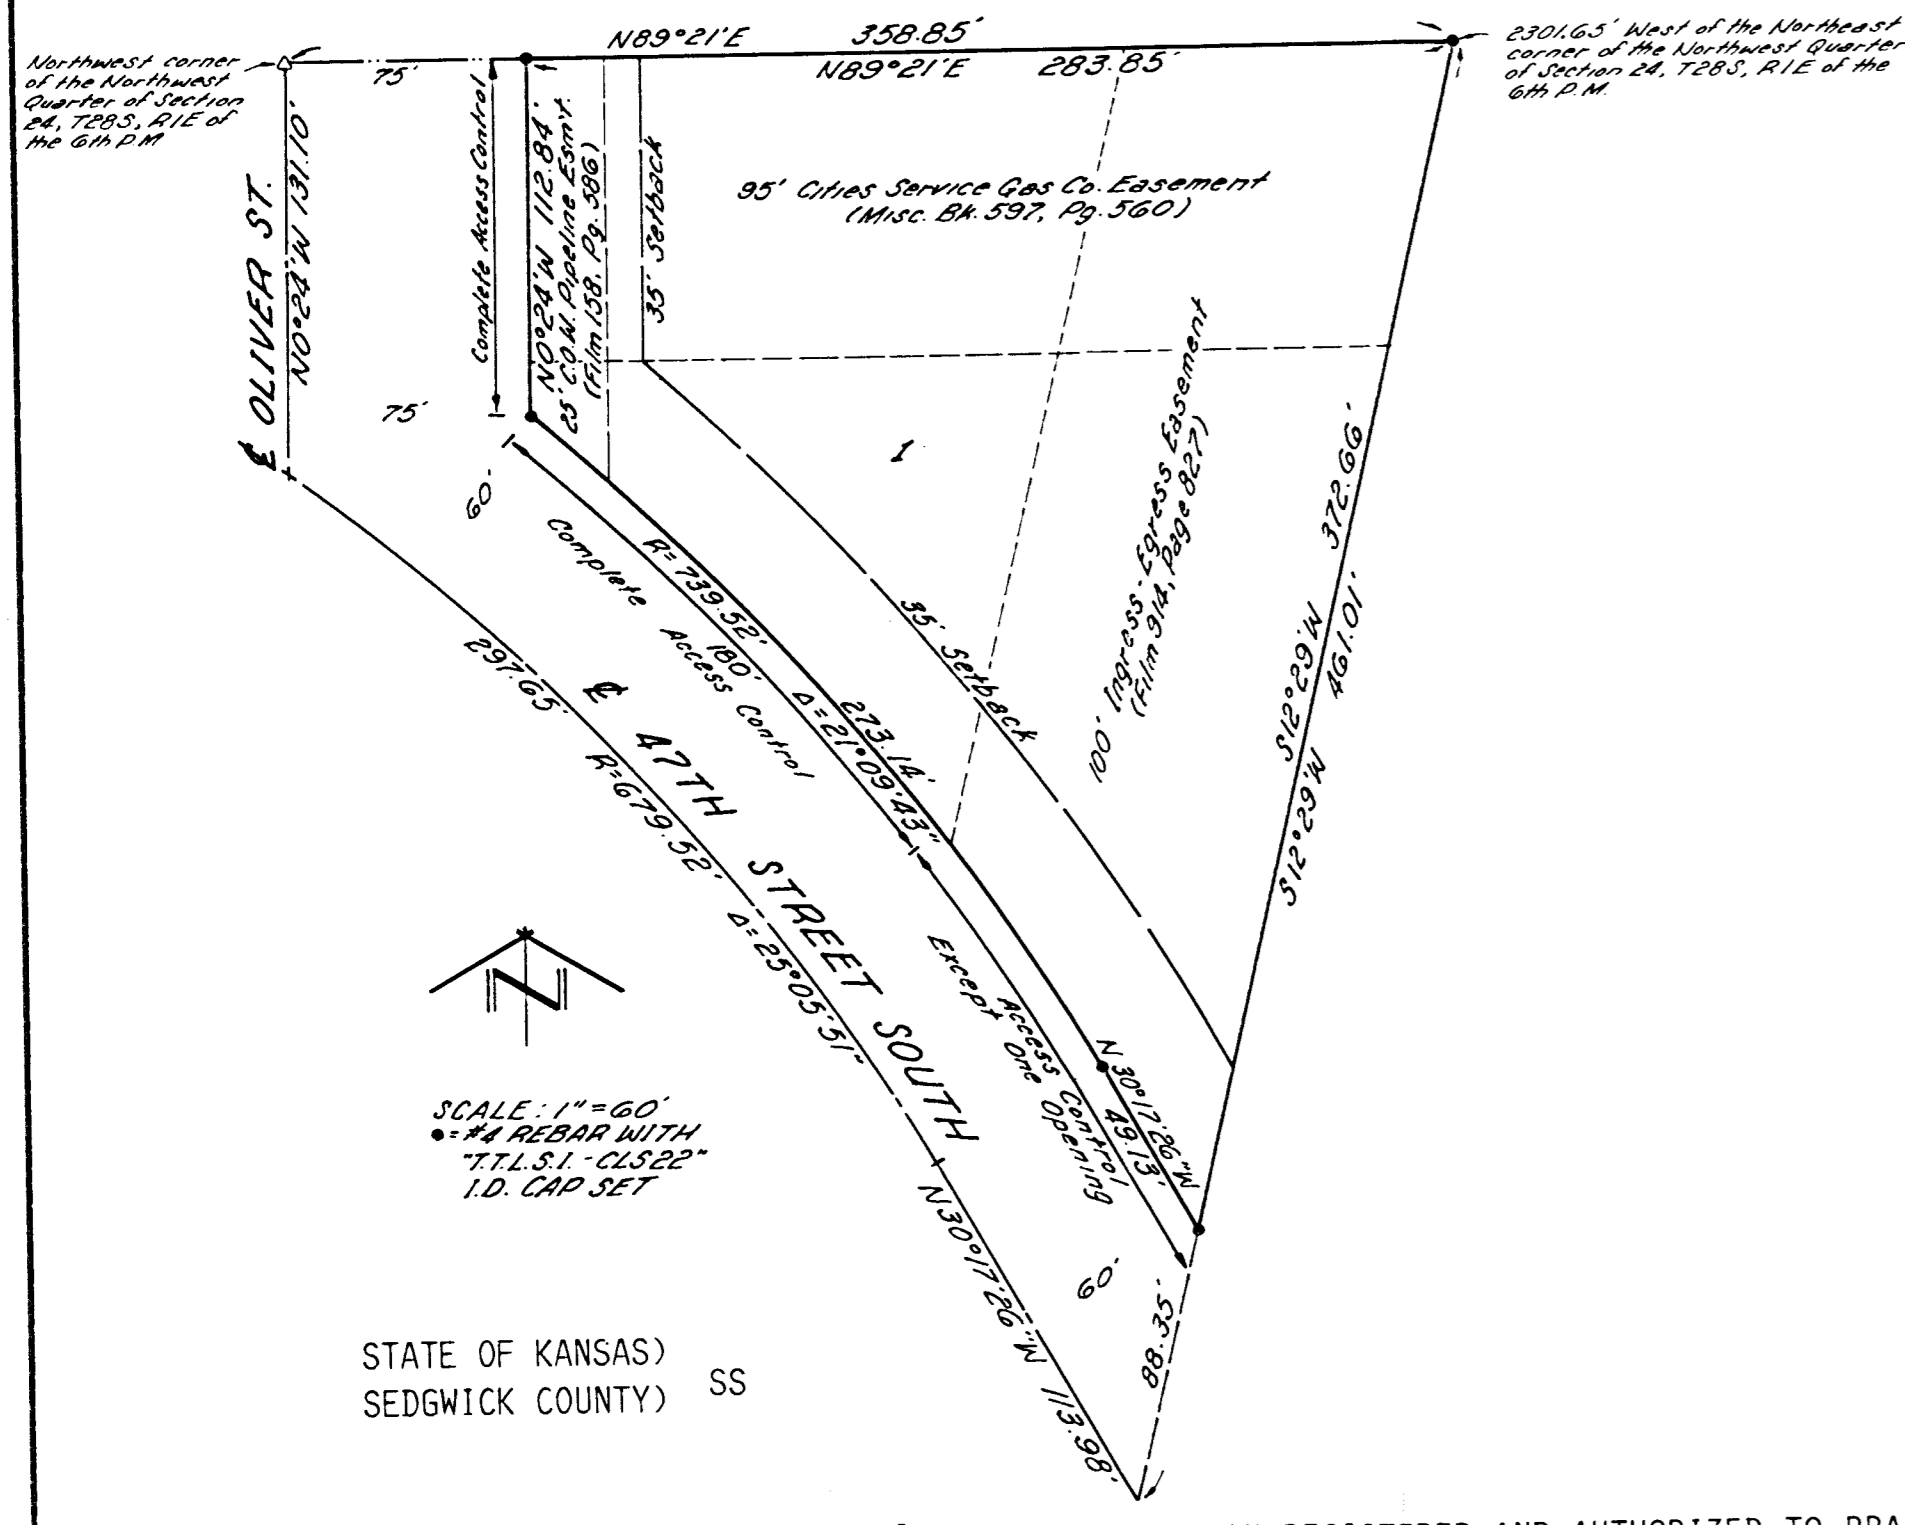 N89°21'E 358.85'
2301.65' West of the Northeast
corner of the Northwest Quarter
of Section 24, T28S, R1E of the
6th P.M.
Northwest corner
of the Northwest
Quarter of Section
24, T28S, R1E of
the 6th P.M
75'
N89°21'E 283.85'
Complete Access Control
N0°24'W 112.84'
25' C.O.W. Pipeline Esm't.
(Film 158, Pg. 586)
35' Setback
95' Cities Service Gas Co. Easement
(Misc. Bk. 597, Pg. 560)
℄ OLIVER ST.
N0°24'W 131.10'
75'
60'
1
100' Ingress-Egress Easement
(Film 914, Page 827)
S12°29'W 372.66'
S12°29'W 461.01'
Complete Access Control
180'
R=739.52'
273.14'
Δ=21°09'43"
35' Setback
297.65'
℄ 47TH STREET SOUTH
R=679.52'
Δ=25°05'51"
Access Control
Except One Opening
N30°17'26"W
49.13'
N30°17'26"W 113.98'
60'
88.35'
N
SCALE: 1"=60'
●=#4 REBAR WITH
"T.T.L.S.I.-CLS22"
I.D. CAP SET
STATE OF KANSAS)
SS
SEDGWICK COUNTY)
REGISTERED AND AUTHORIZED TO PRA